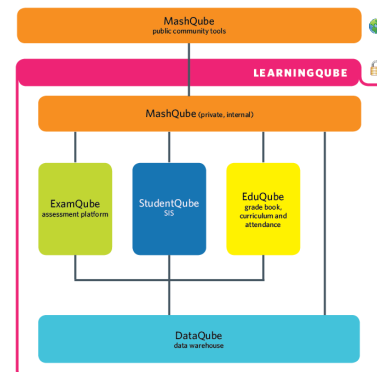 MashQube
public community tools
LEARNINGQUBE
MashQube (private, internal)
ExamQube
assessment platform
StudentQube
SIS
EduQube
grade book,
curriculum and
attendance
DataQube
data warehouse